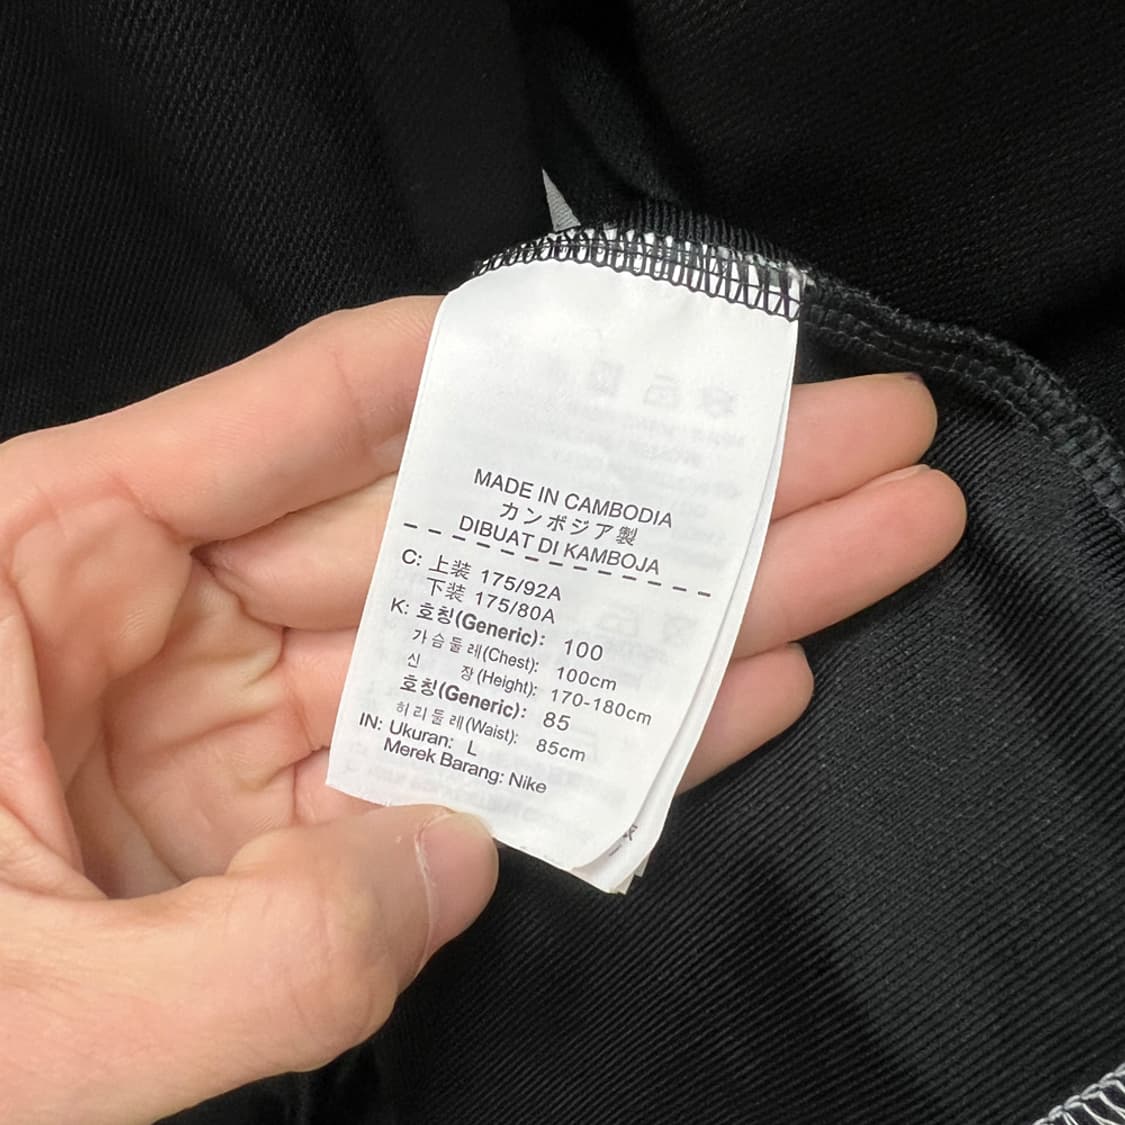 MADE IN CAMBODIA
カンボジア製
DIBUAT DI KAMBOJA
C: 上装 175/92A
下装 175/80A
K: 호칭(Generic): 100
가슴둘레(Chest): 100cm
신 장(Height): 170-180cm
호칭(Generic): 85
허리둘레(Waist): 85cm
IN: Ukuran: L
Merek Barang: Nike